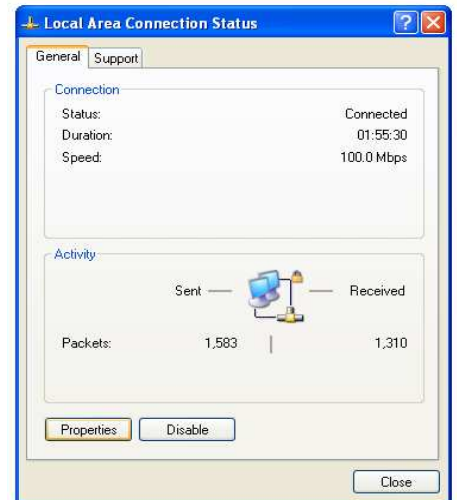 Local Area Connection Status
General Support
Connection
Status: Connected
Duration: 01:55:30
Speed: 100.0 Mbps
Activity
Sent Received
Packets: 1,583 1,310
Properties Disable
Close